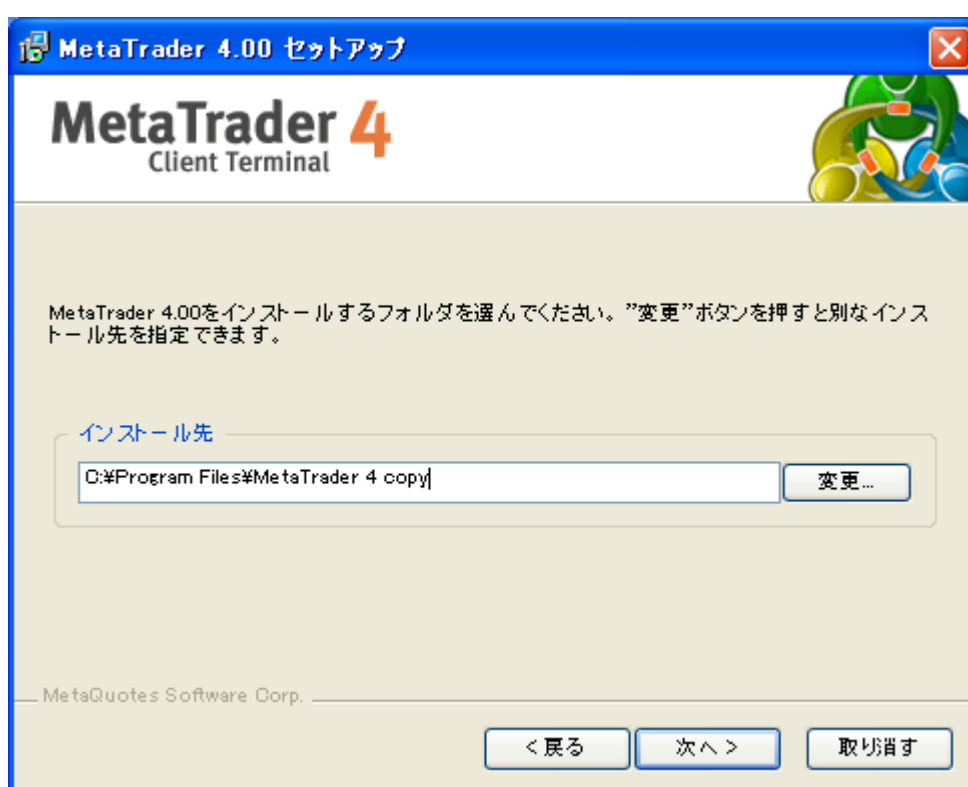 MetaTrader 4.00 セットアップ
MetaTrader 4
Client Terminal
MetaTrader 4.00をインストールするフォルダを選んでください。”変更”ボタンを押すと別なインス
トール先を指定できます。
インストール先
C:¥Program Files¥MetaTrader 4 copy
変更...
MetaQuotes Software Corp.
<戻る
次へ>
取り消す